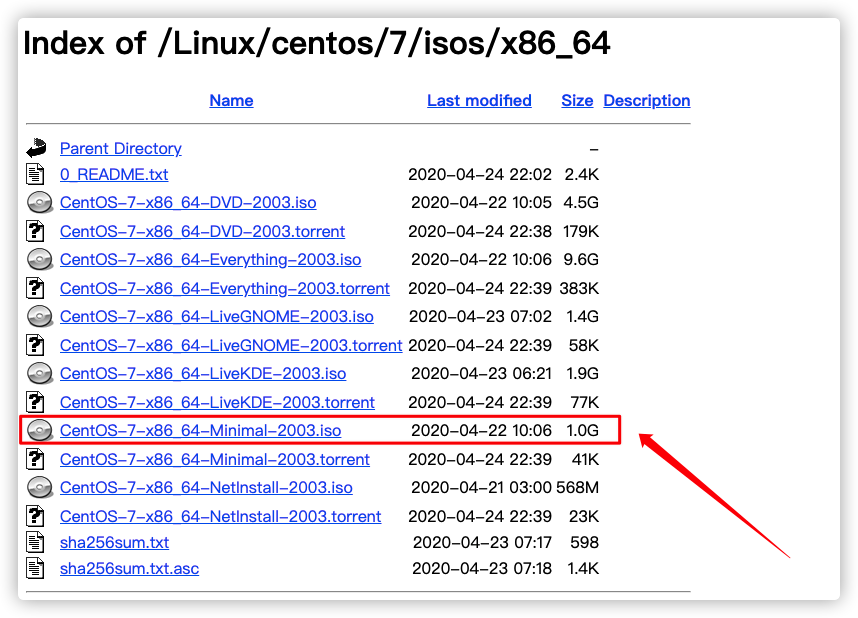 Index of /Linux/centos/7/isos/x86_64
Name Last modified Size Description
Parent Directory –
0_README.txt 2020-04-24 22:02 2.4K
CentOS-7-x86_64-DVD-2003.iso 2020-04-22 10:05 4.5G
CentOS-7-x86_64-DVD-2003.torrent 2020-04-24 22:38 179K
CentOS-7-x86_64-Everything-2003.iso 2020-04-22 10:06 9.6G
CentOS-7-x86_64-Everything-2003.torrent 2020-04-24 22:39 383K
CentOS-7-x86_64-LiveGNOME-2003.iso 2020-04-23 07:02 1.4G
CentOS-7-x86_64-LiveGNOME-2003.torrent 2020-04-24 22:39 58K
CentOS-7-x86_64-LiveKDE-2003.iso 2020-04-23 06:21 1.9G
CentOS-7-x86_64-LiveKDE-2003.torrent 2020-04-24 22:39 77K
CentOS-7-x86_64-Minimal-2003.iso 2020-04-22 10:06 1.0G
CentOS-7-x86_64-Minimal-2003.torrent 2020-04-24 22:39 41K
CentOS-7-x86_64-NetInstall-2003.iso 2020-04-21 03:00 568M
CentOS-7-x86_64-NetInstall-2003.torrent 2020-04-24 22:39 23K
sha256sum.txt 2020-04-23 07:17 598
sha256sum.txt.asc 2020-04-23 07:18 1.4K